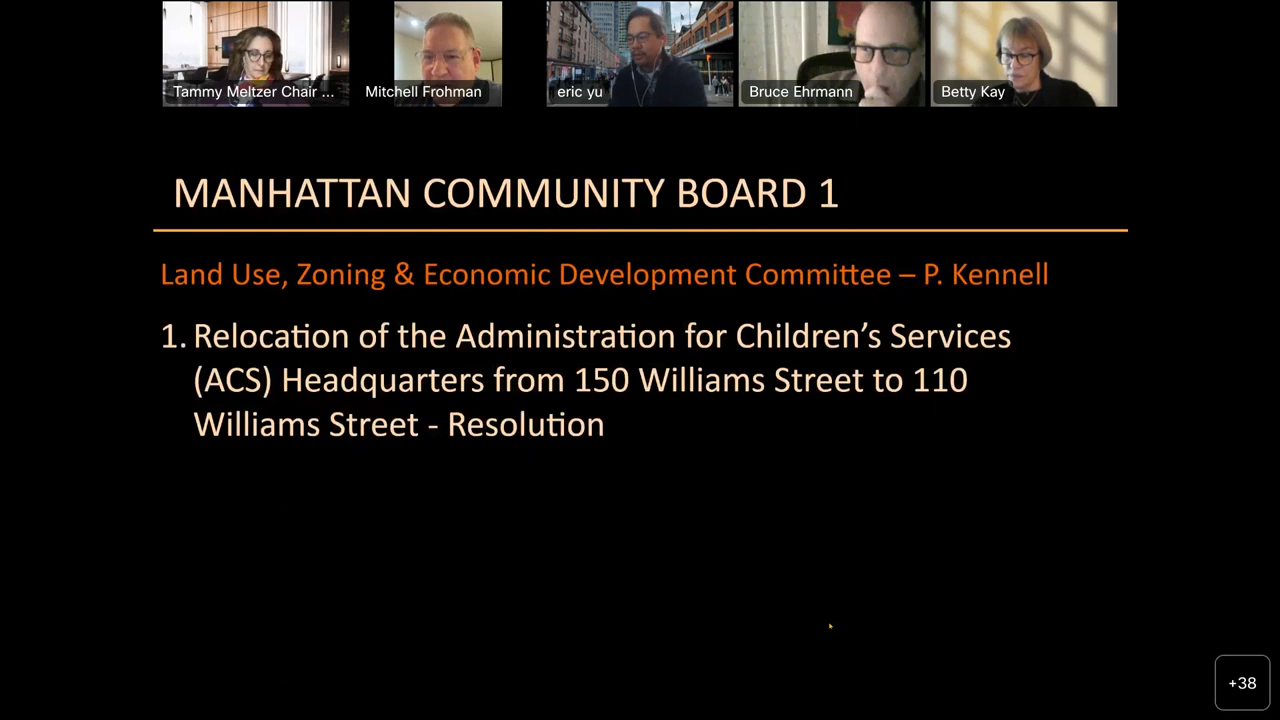 Tammy Meltzer Chair ...
Mitchell Frohman
eric yu
Bruce Ehrmann
Betty Kay
MANHATTAN COMMUNITY BOARD 1
Land Use, Zoning & Economic Development Committee – P. Kennell
1. Relocation of the Administration for Children’s Services
(ACS) Headquarters from 150 Williams Street to 110
Williams Street - Resolution
+38